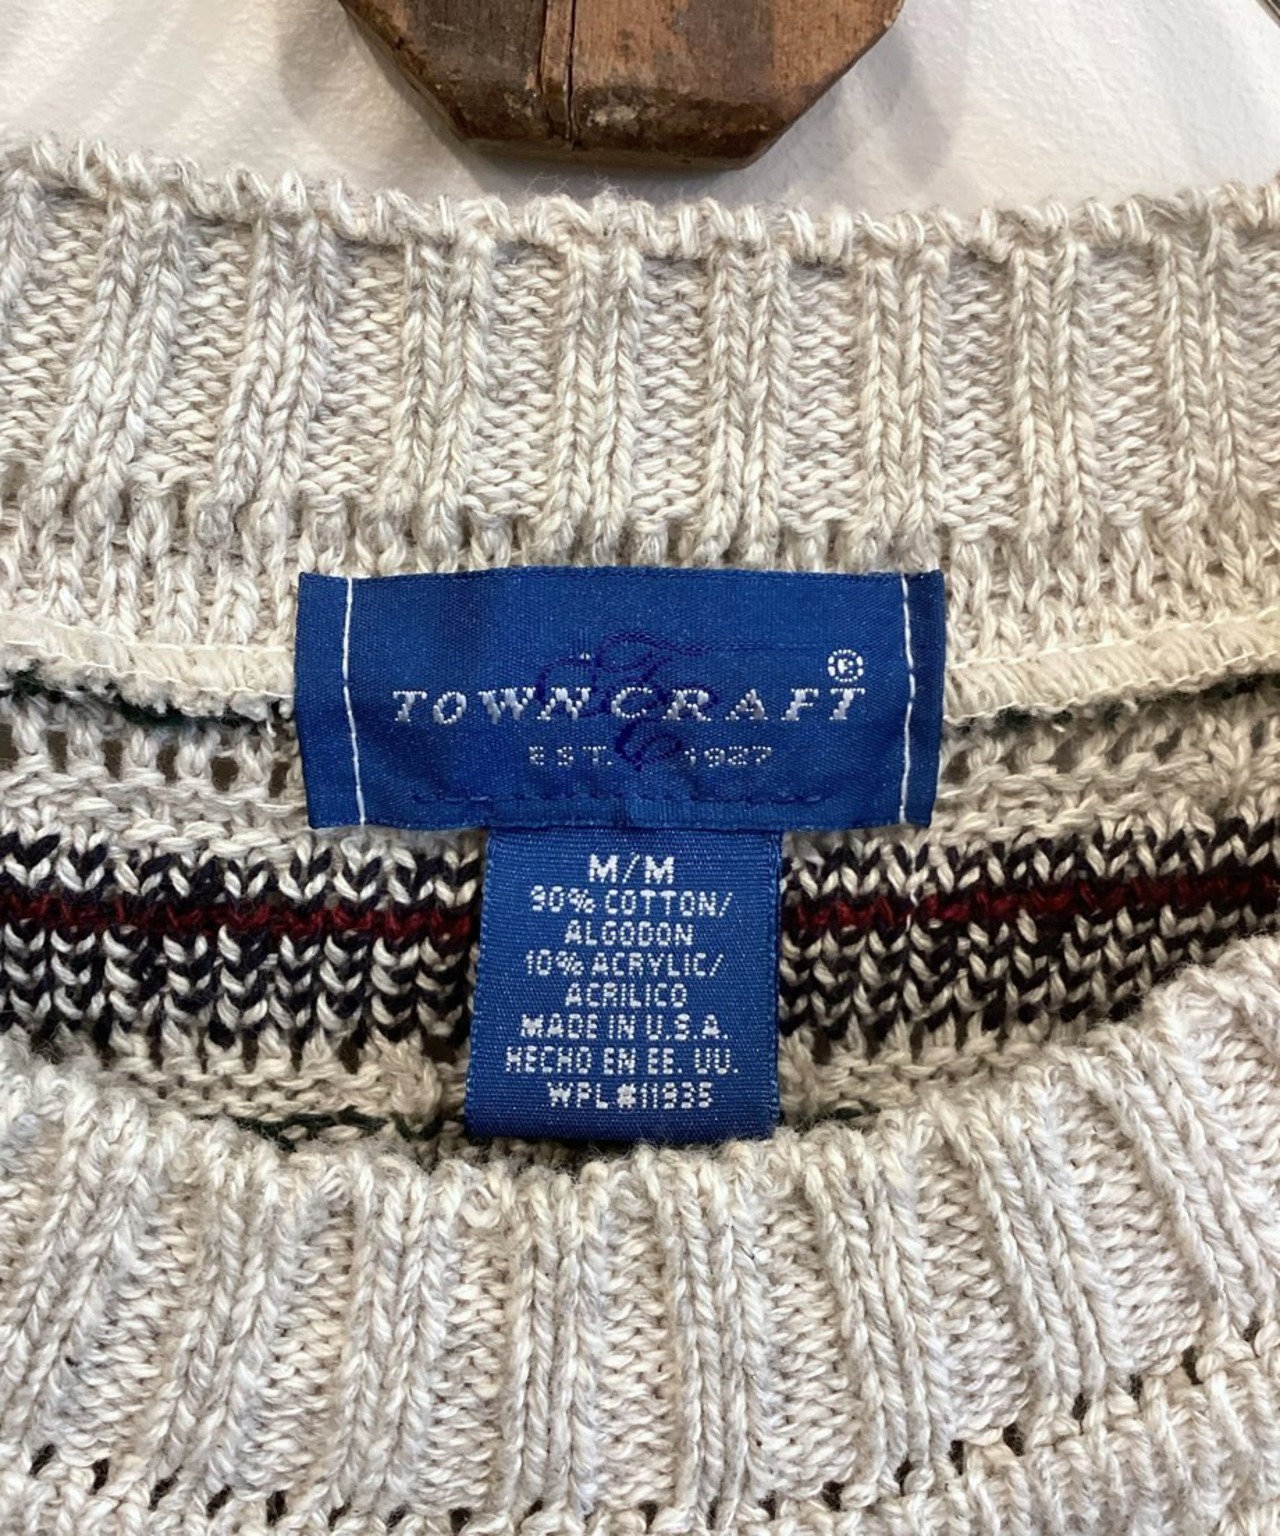 TOWNCRAFT®
EST. 1927
M/M
90% COTTON/
ALGODON
10% ACRYLIC/
ACRILICO
MADE IN U.S.A.
HECHO EN EE. UU.
WPL #11935